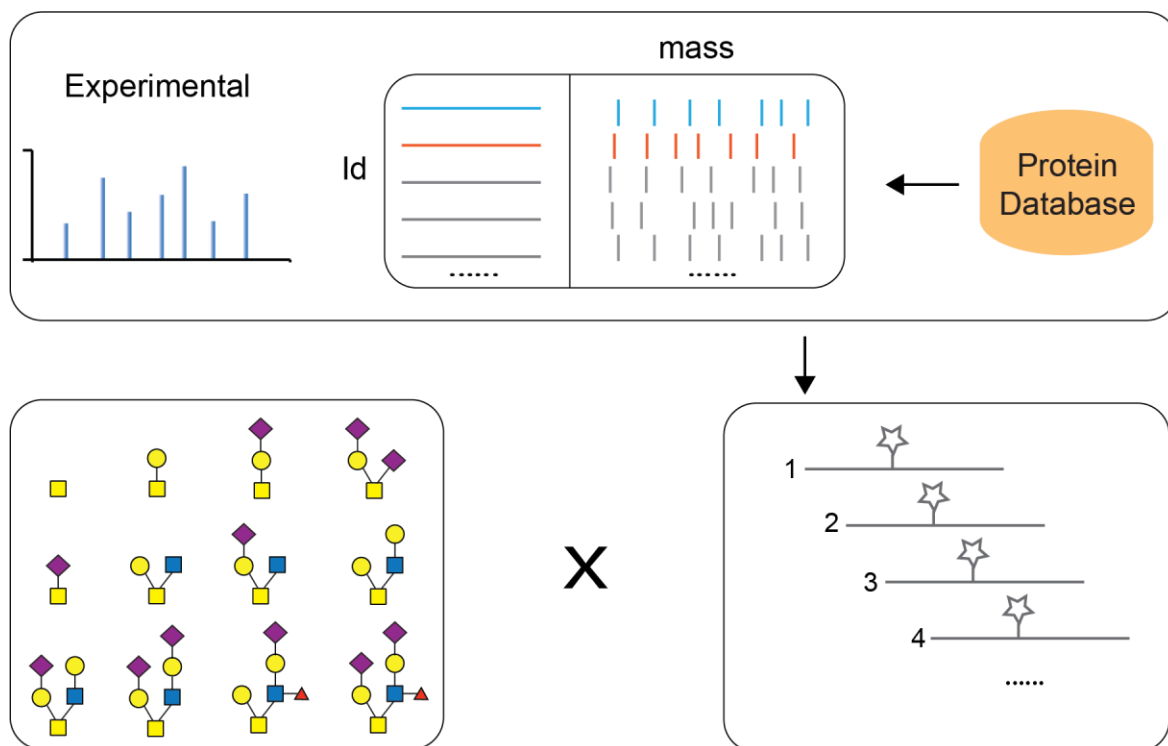 mass
Experimental
Id
Protein
Database
......
......
1
2
X
3
4
......